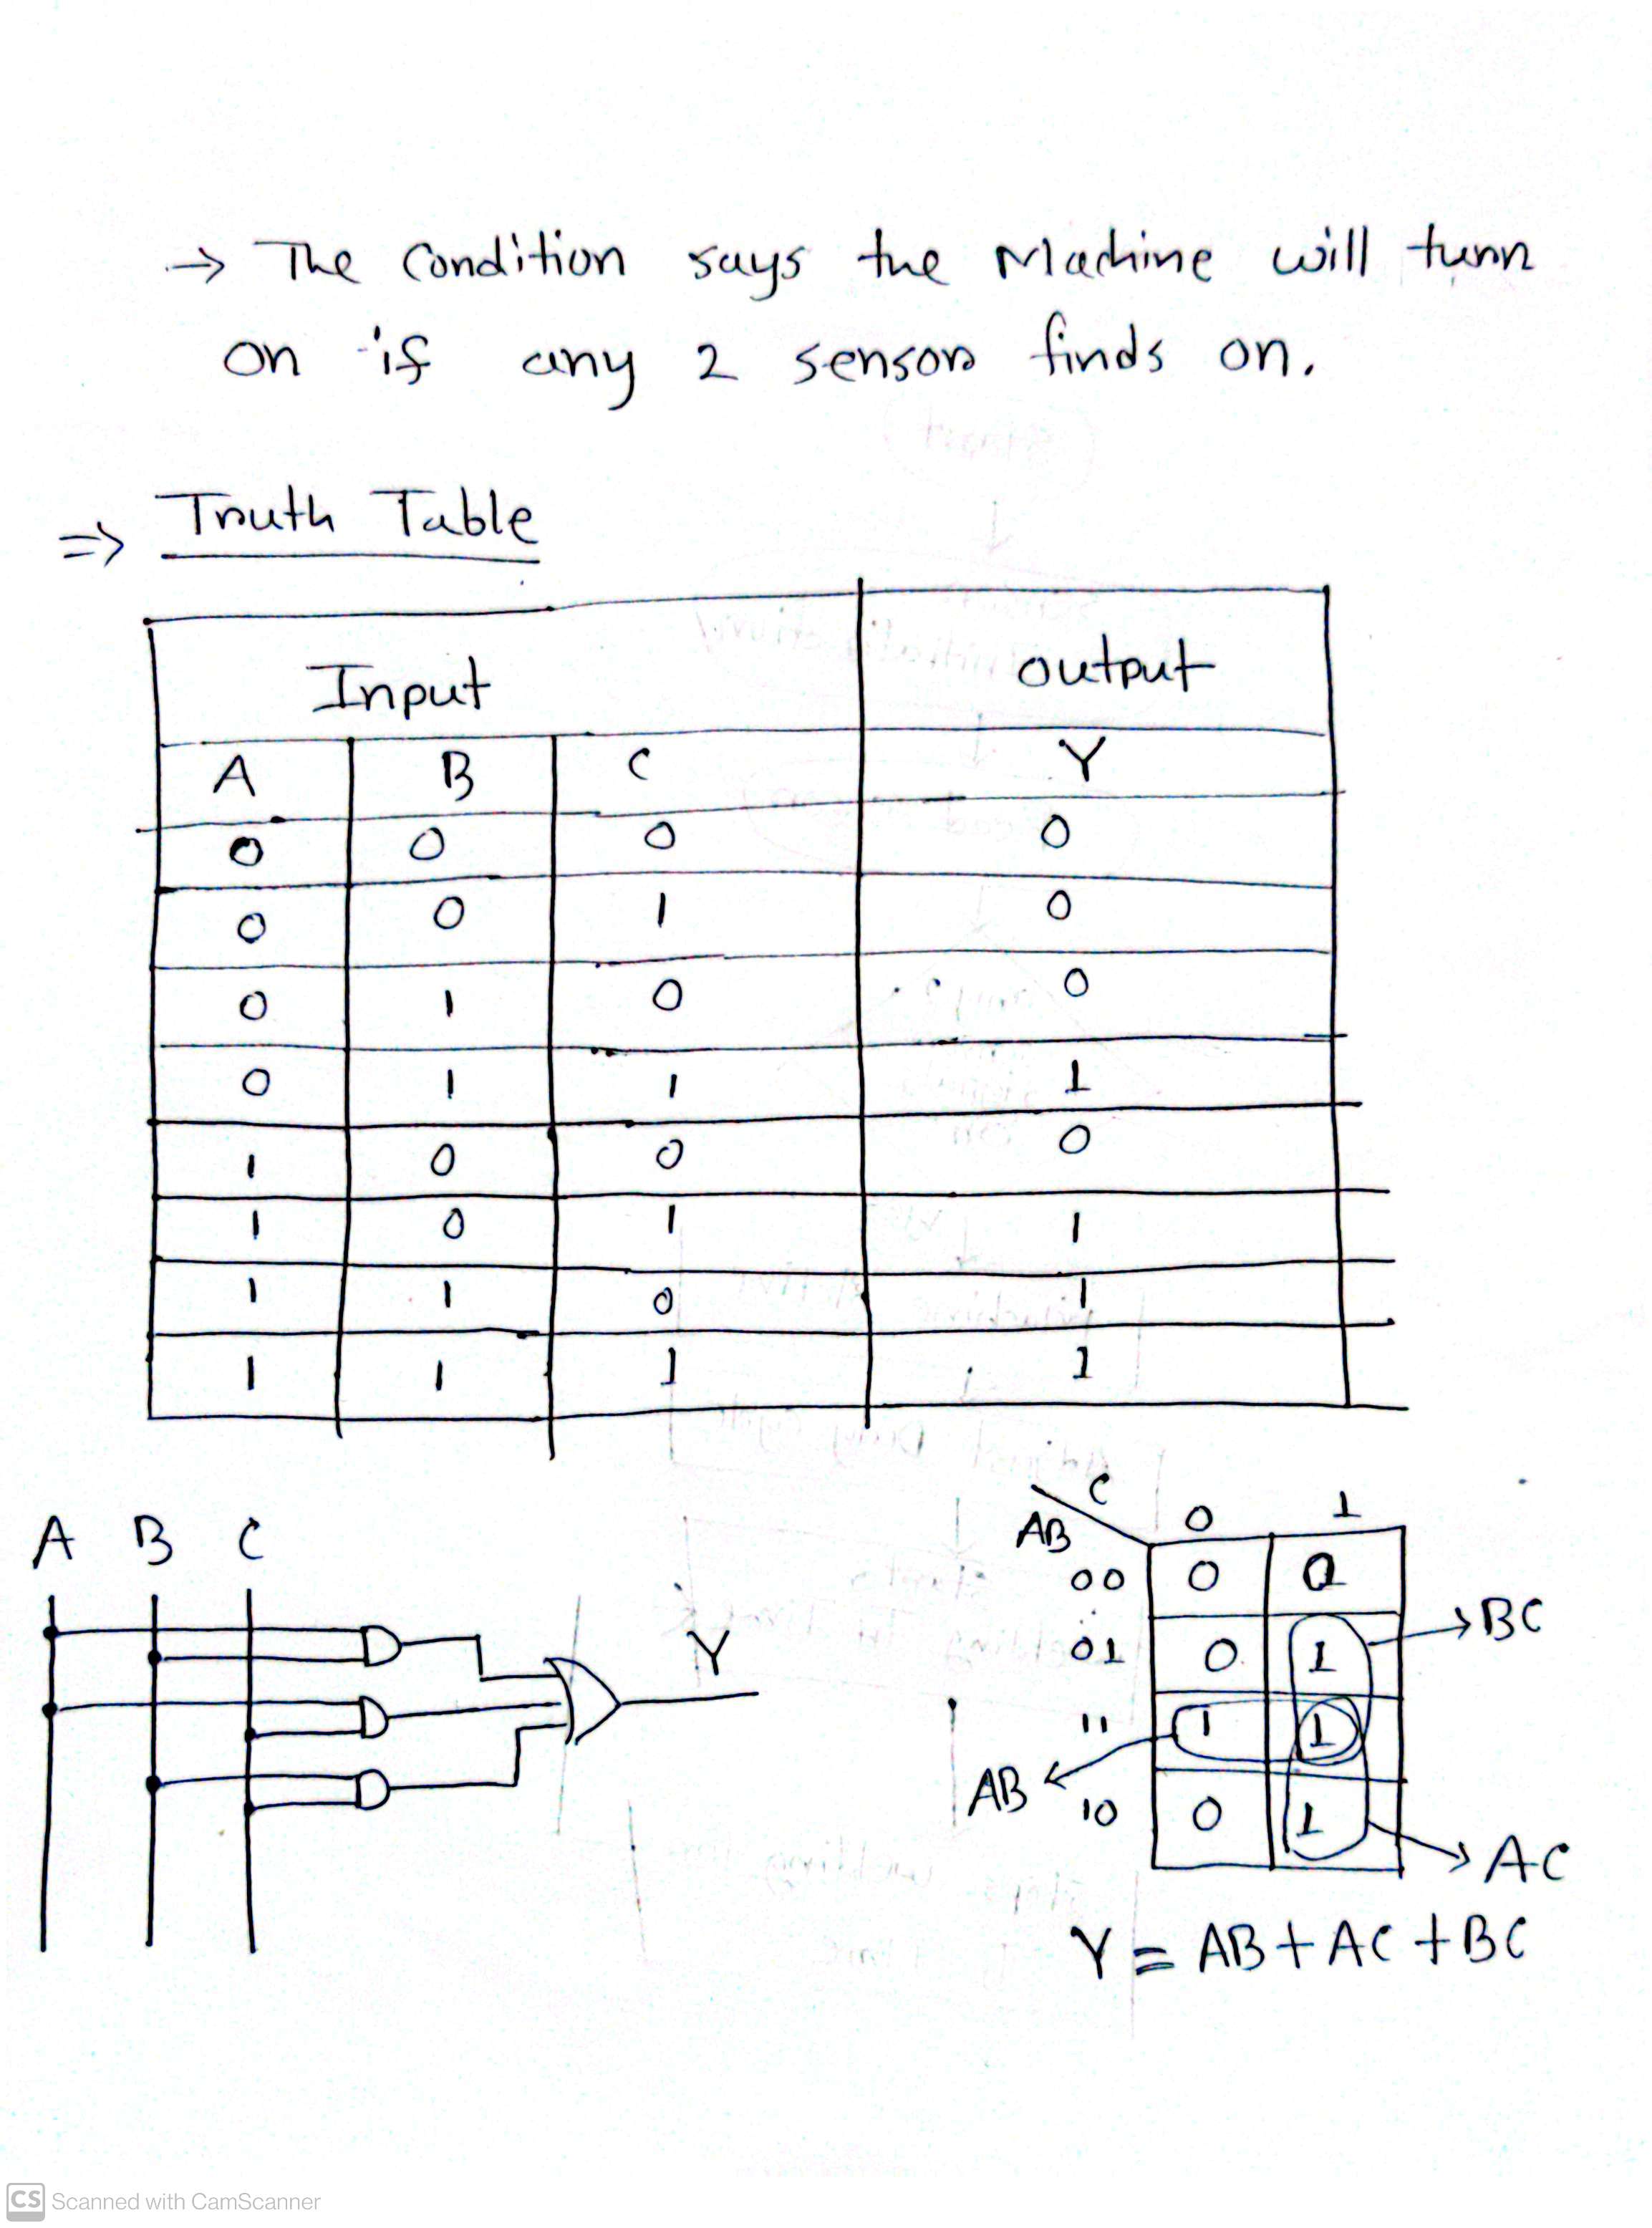 → The Condition says the Machine will turn
on if any 2 sensors finds on.
⇒ Truth Table
Input Output
A B C Y
0 0 0 0
0 0 1 0
0 1 0 0
0 1 1 1
1 0 0 0
1 0 1 1
1 1 0 1
1 1 1 1
A B C
Y
C
AB 0 1
00 0 0
01 0 1
11 1 1
10 0 1
BC
AB
AC
Y = AB + AC + BC
CS Scanned with CamScanner